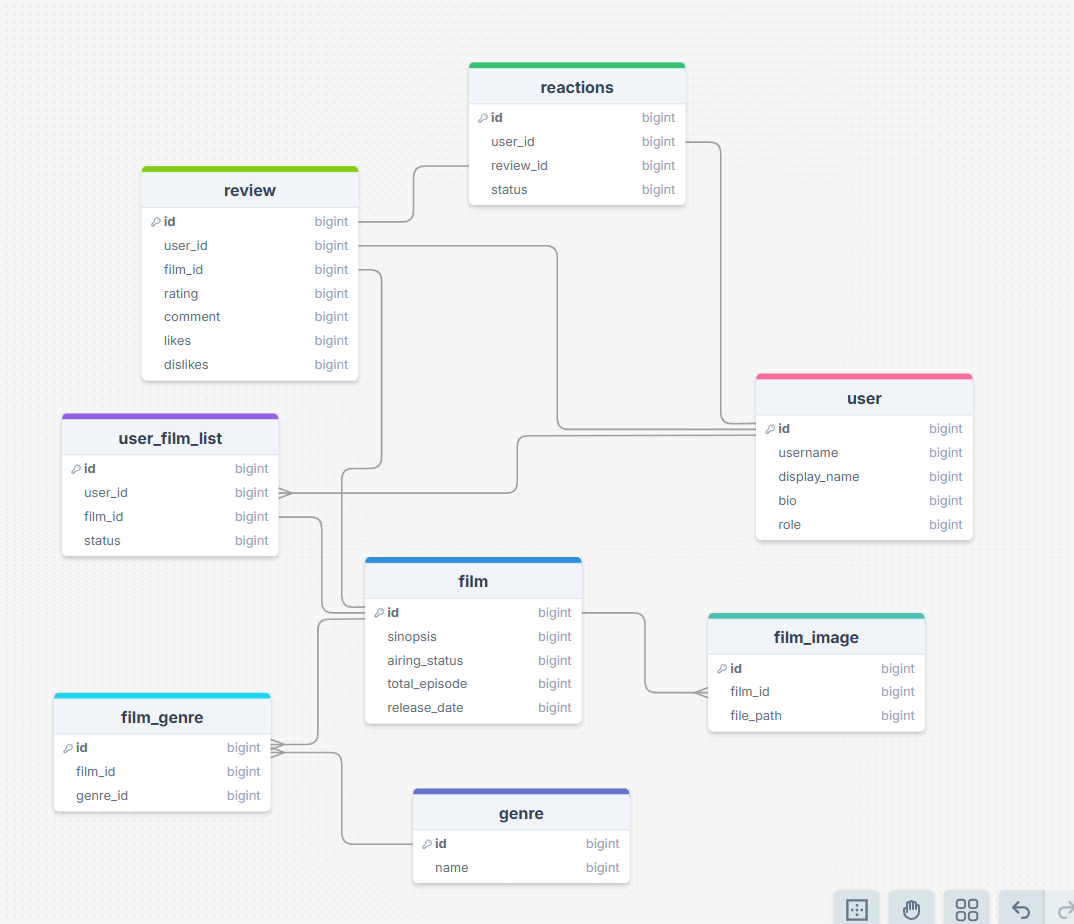 reactions
id bigint
user_id bigint
review_id bigint
status bigint
review
id bigint
user_id bigint
film_id bigint
rating bigint
comment bigint
likes bigint
dislikes bigint
user
id bigint
username bigint
display_name bigint
bio bigint
role bigint
user_film_list
id bigint
user_id bigint
film_id bigint
status bigint
film
id bigint
sinopsis bigint
airing_status bigint
total_episode bigint
release_date bigint
film_image
id bigint
film_id bigint
file_path bigint
film_genre
id bigint
film_id bigint
genre_id bigint
genre
id bigint
name bigint